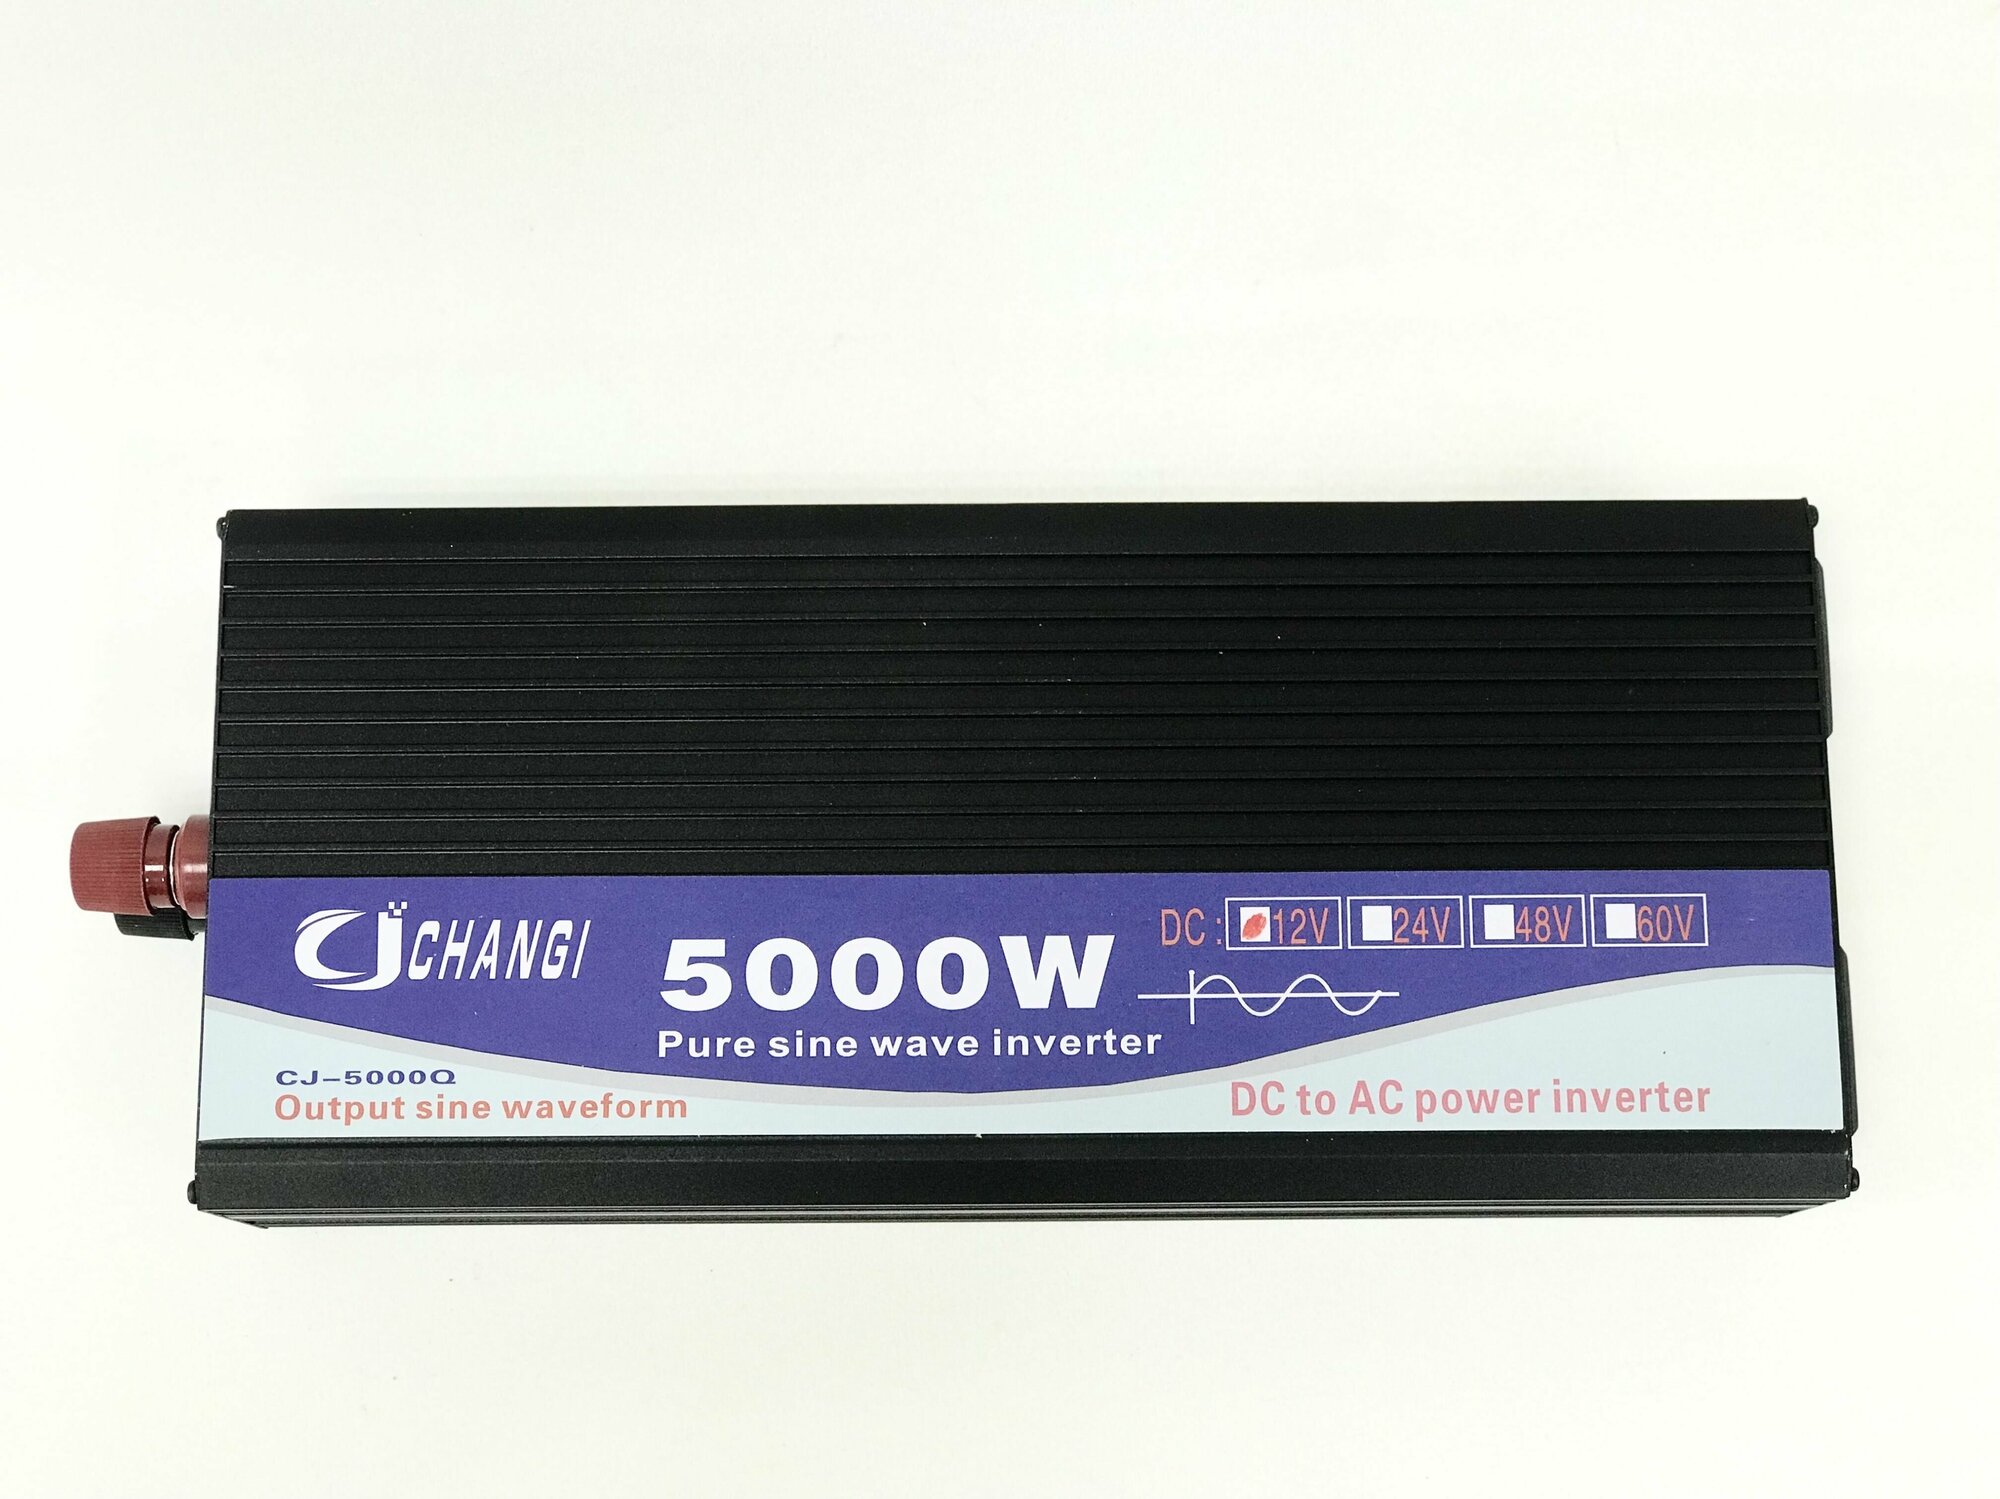 CJ CHANGI
5000W
Pure sine wave inverter
DC: 12V 24V 48V 60V
CJ-5000Q
Output sine waveform
DC to AC power inverter